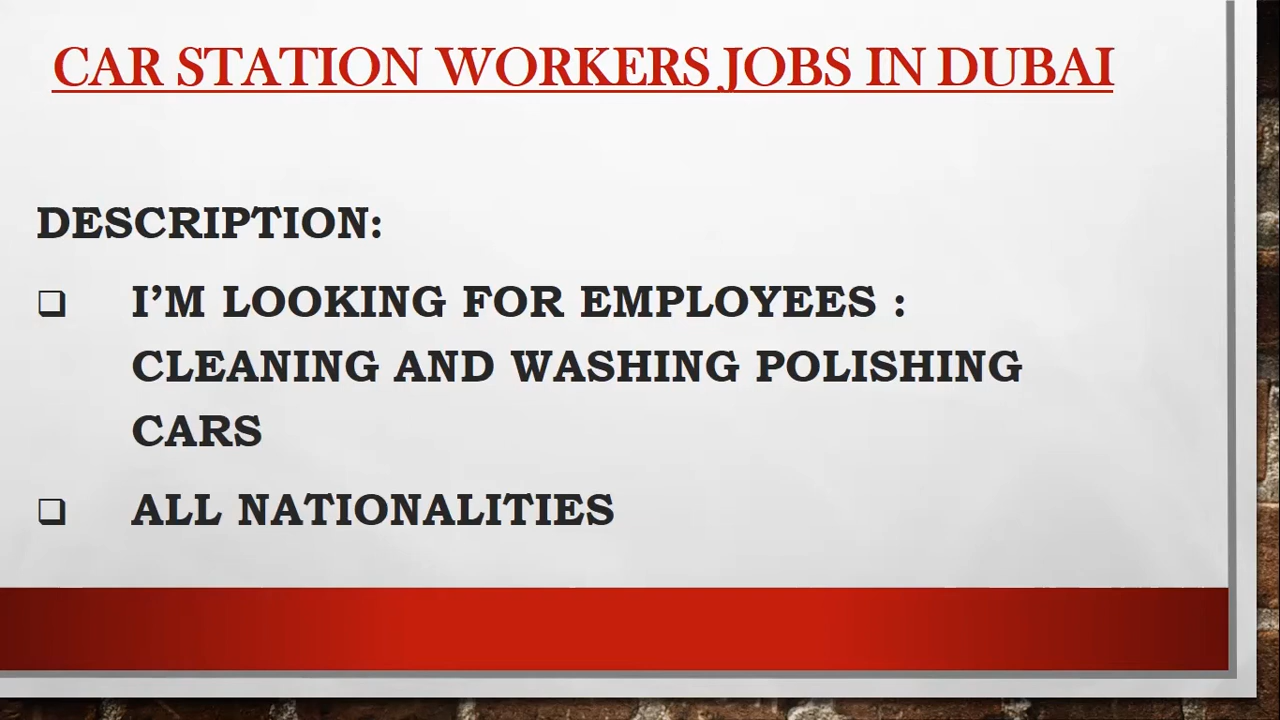 CAR STATION WORKERS JOBS IN DUBAI
DESCRIPTION:
❑ I'M LOOKING FOR EMPLOYEES :
CLEANING AND WASHING POLISHING
CARS
❑ ALL NATIONALITIES